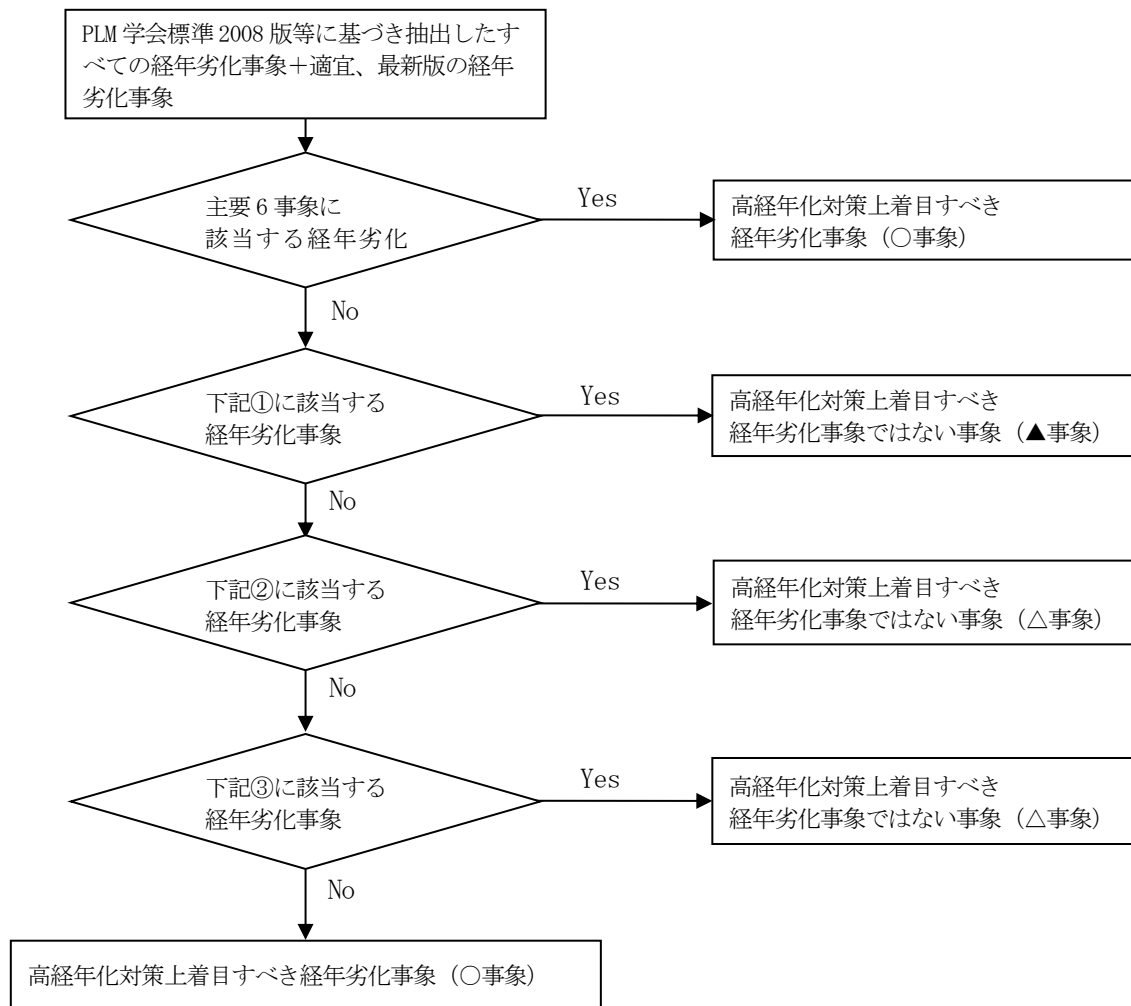 PLM 学会標準 2008 版等に基づき抽出したす
べての経年劣化事象＋適宜、最新版の経年
劣化事象
主要 6 事象に
該当する経年劣化
Yes
高経年化対策上着目すべき
経年劣化事象（○事象）
No
下記①に該当する
経年劣化事象
Yes
高経年化対策上着目すべき
経年劣化事象ではない事象（▲事象）
No
下記②に該当する
経年劣化事象
Yes
高経年化対策上着目すべき
経年劣化事象ではない事象（△事象）
No
下記③に該当する
経年劣化事象
Yes
高経年化対策上着目すべき
経年劣化事象ではない事象（△事象）
No
高経年化対策上着目すべき経年劣化事象（○事象）